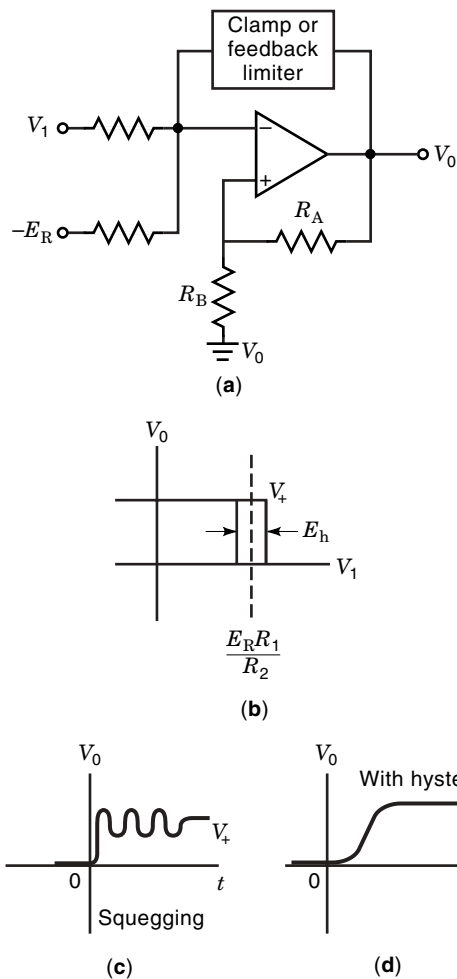 Clamp or
feedback
limiter
V1
−
V0
+
−ER
RA
RB
V0
(a)
V0
V+
Eh
V1
ERR1
R2
(b)
V0
V+
0
t
Squegging
(c)
V0
With hyste
0
(d)